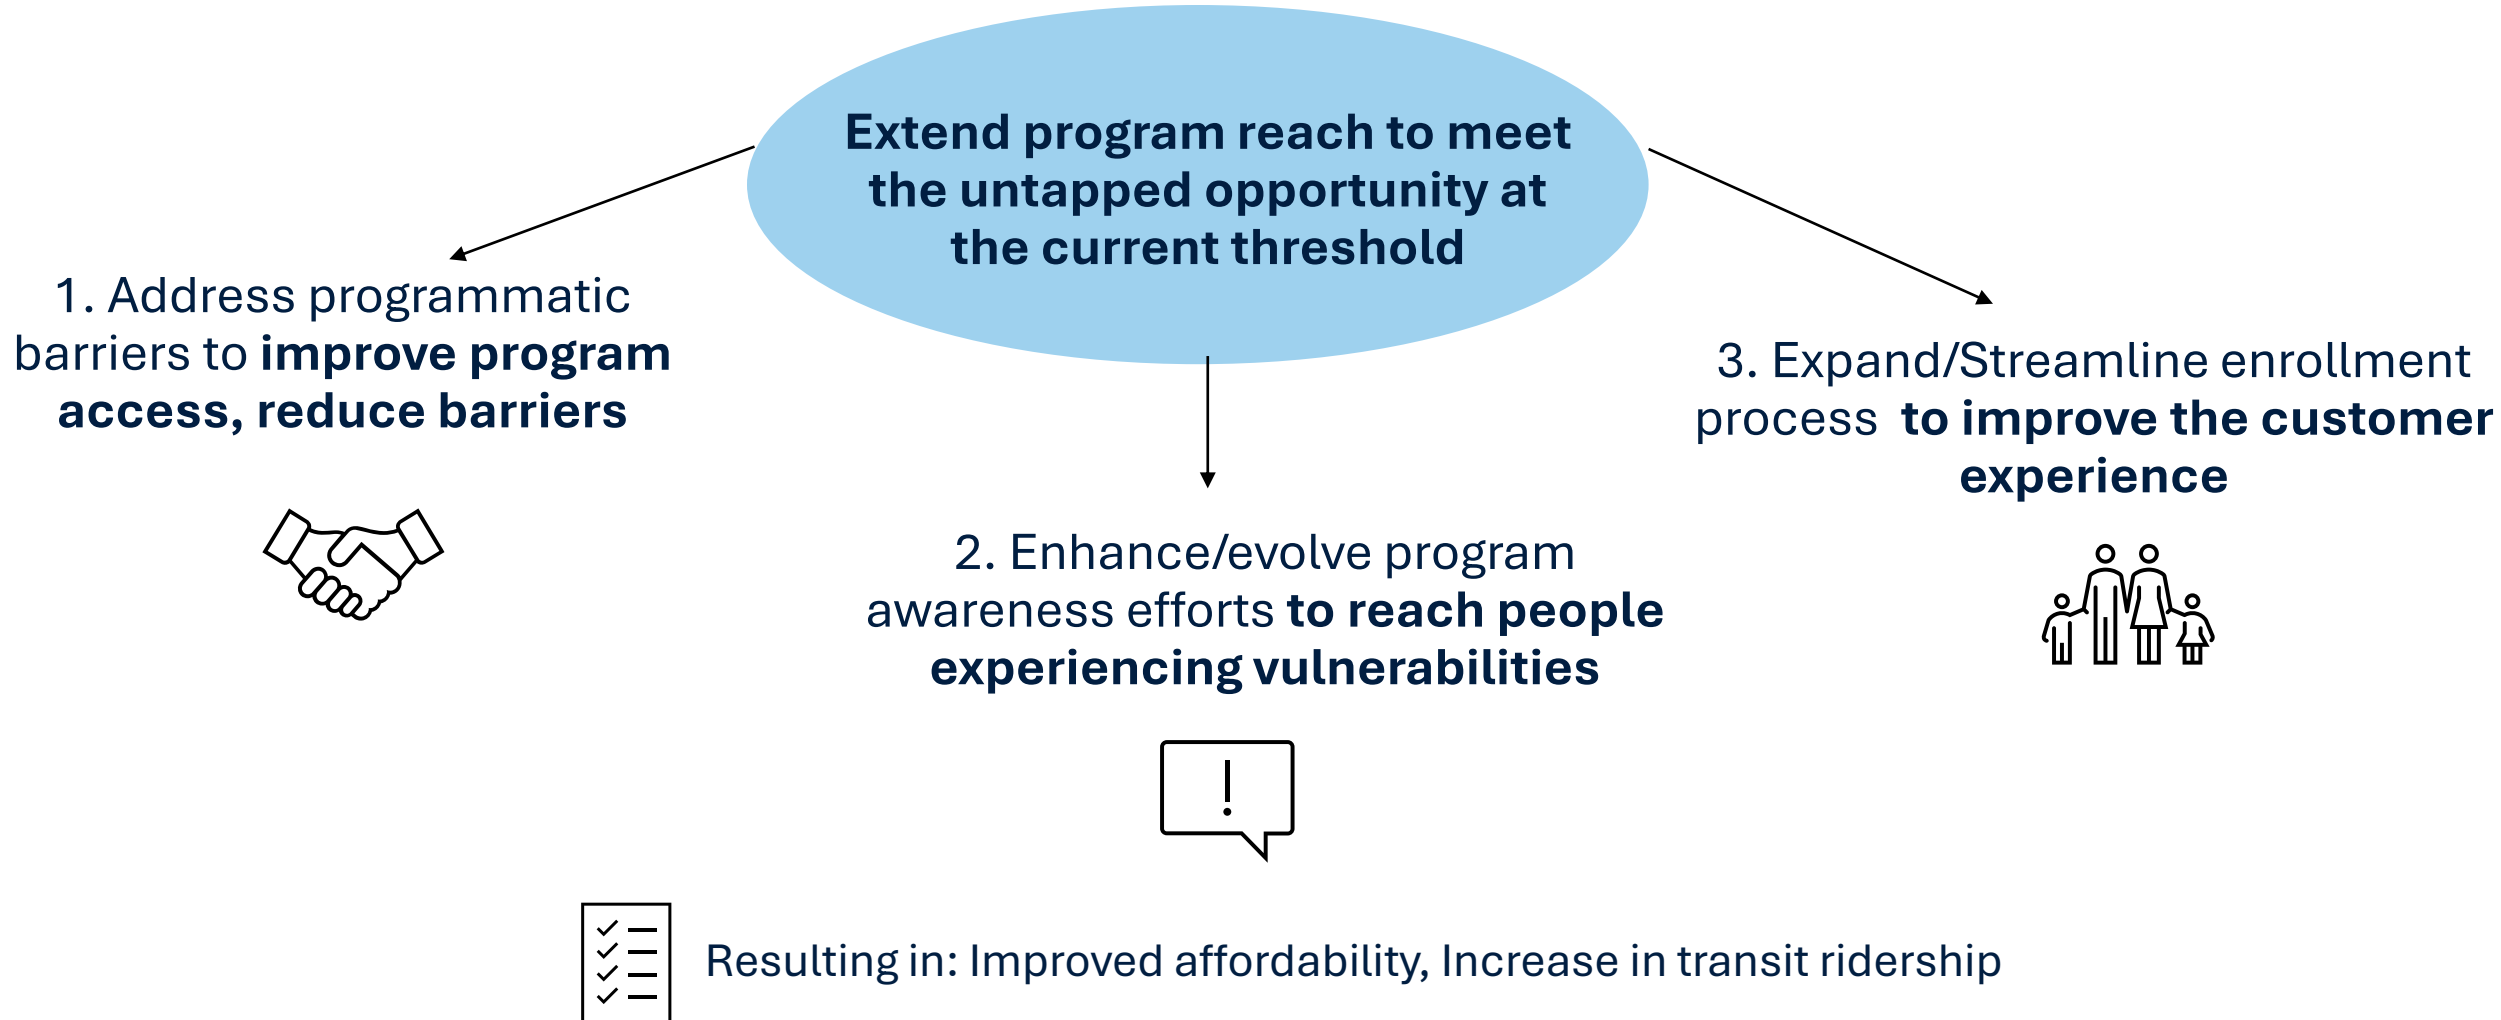 Extend program reach to meet
the untapped opportunity at
the current threshold
1. Address programmatic
barriers to improve program
access, reduce barriers
2. Enhance/evolve program
awareness efforts to reach people
experiencing vulnerabilities
3. Expand/Streamline enrollment
process to improve the customer
experience
!
Resulting in: Improved affordability, Increase in transit ridership